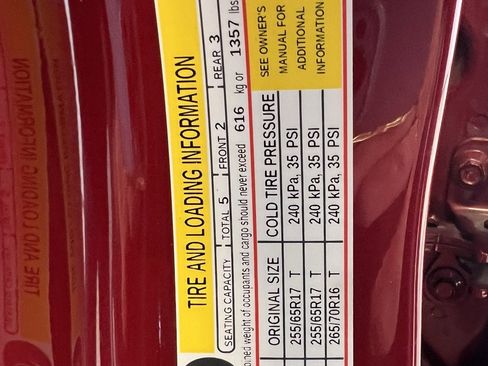 TIRE AND LOADING INFORMATION
SEATING CAPACITY TOTAL 5 FRONT 2 REAR 3
weight of occupants and cargo should never exceed 616 kg or 1357 lbs
ORIGINAL SIZE COLD TIRE PRESSURE SEE OWNER'S
MANUAL FOR
ADDITIONAL
INFORMATION
255/65R17 T 240 kPa, 35 PSI
255/65R17 T 240 kPa, 35 PSI
265/70R16 T 240 kPa, 35 PSI